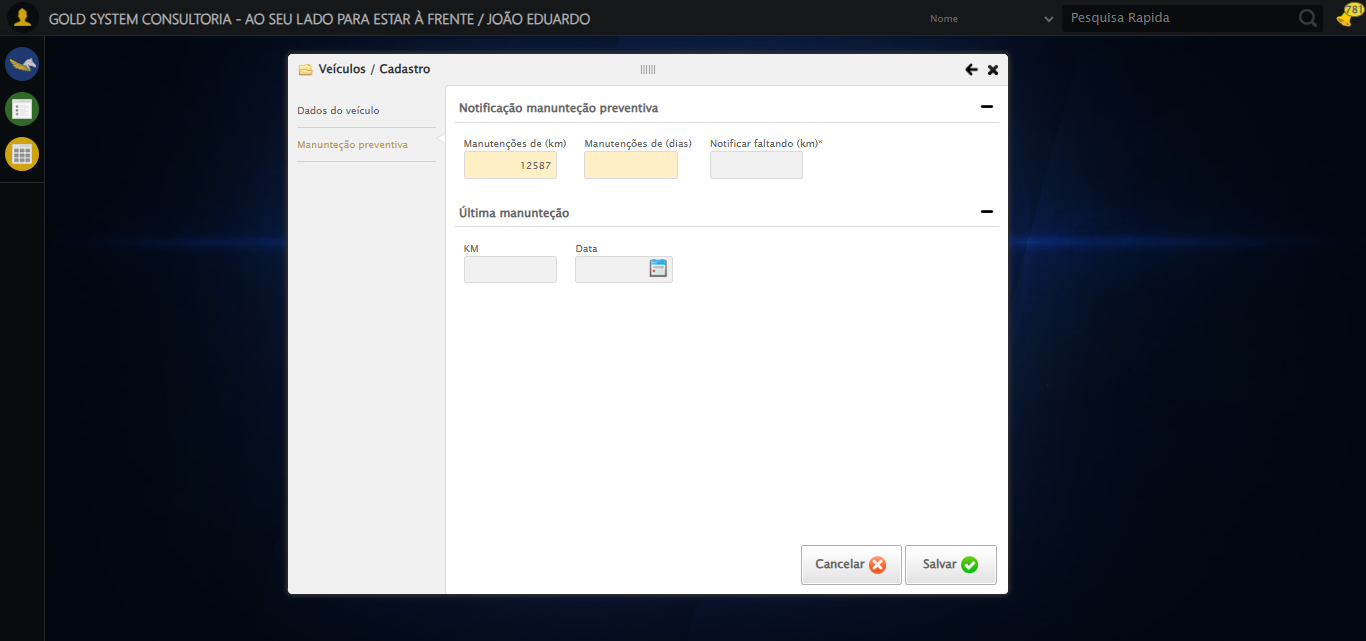 GOLD SYSTEM CONSULTORIA - AO SEU LADO PARA ESTAR À FRENTE / JOÃO EDUARDO
Nome
Pesquisa Rapida
781
Veículos / Cadastro
Dados do veículo
Manunteção preventiva
Notificação manunteção preventiva
Manutenções de (km) Manutenções de (dias) Notificar faltando (km)*
12587
Última manunteção
KM Data
Cancelar Salvar